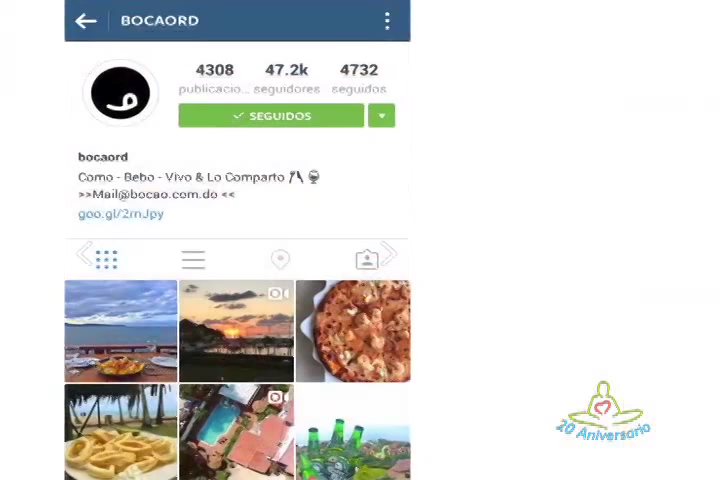 BOCAORD
4308 47.2k 4732
publicacio... seguidores seguidos
SEGUIDOS
bocaord
Como - Bebo - Vivo & Lo Comparto
>>Mail@bocao.com.do <<
goo.gl/2rnJpy
20 Aniversario